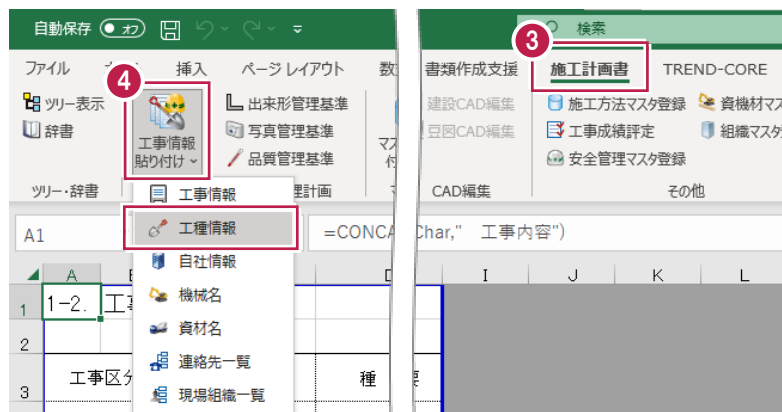 自動保存 オフ 検索
3
ファイル 挿入 ページ レイアウト 数 書類作成支援 施工計画書 TREND-CORE
4
ツリー表示 出来形管理基準 建設CAD編集 施工方法マスタ登録 資機材マス
辞書 工事情報 写真管理基準 豆図CAD編集 工事成績評定 組織マスタ
貼り付け 品質管理基準 付 安全管理マスタ登録
ツリー・辞書 工事情報 理計画 CAD編集 その他
A1 工種情報 =CONCA Char," 工事内容")
自社情報
A I J K L
1 1-2. 機械名
2 資材名
3 工事区分 連絡先一覧 種
現場組織一覧